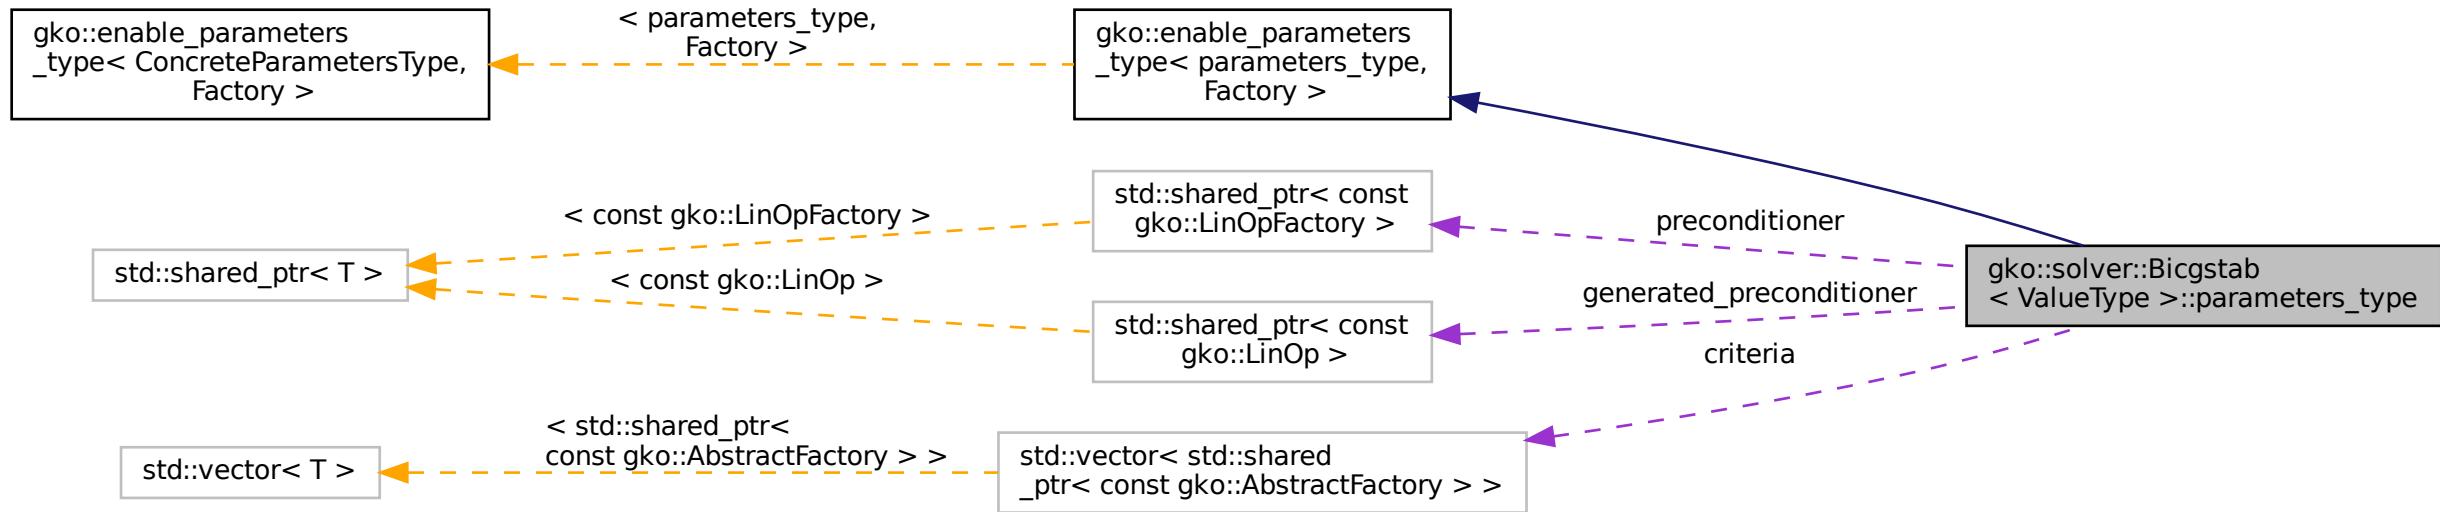 gko::enable_parameters
_type< ConcreteParametersType,
Factory >
< parameters_type,
Factory >
gko::enable_parameters
_type< parameters_type,
Factory >
std::shared_ptr< T >
< const gko::LinOpFactory >
< const gko::LinOp >
std::shared_ptr< const
gko::LinOpFactory >
std::shared_ptr< const
gko::LinOp >
preconditioner
generated_preconditioner
criteria
gko::solver::Bicgstab
< ValueType >::parameters_type
std::vector< T >
< std::shared_ptr<
const gko::AbstractFactory > >
std::vector< std::shared
_ptr< const gko::AbstractFactory > >